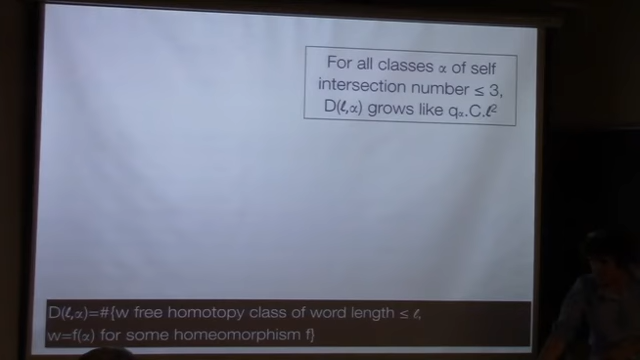 For all classes α of self
intersection number ≤ 3,
D(ℓ,α) grows like qα.C.ℓ²
D(ℓ,α)=#{w free homotopy class of word length ≤ ℓ,
w=f(α) for some homeomorphism f}